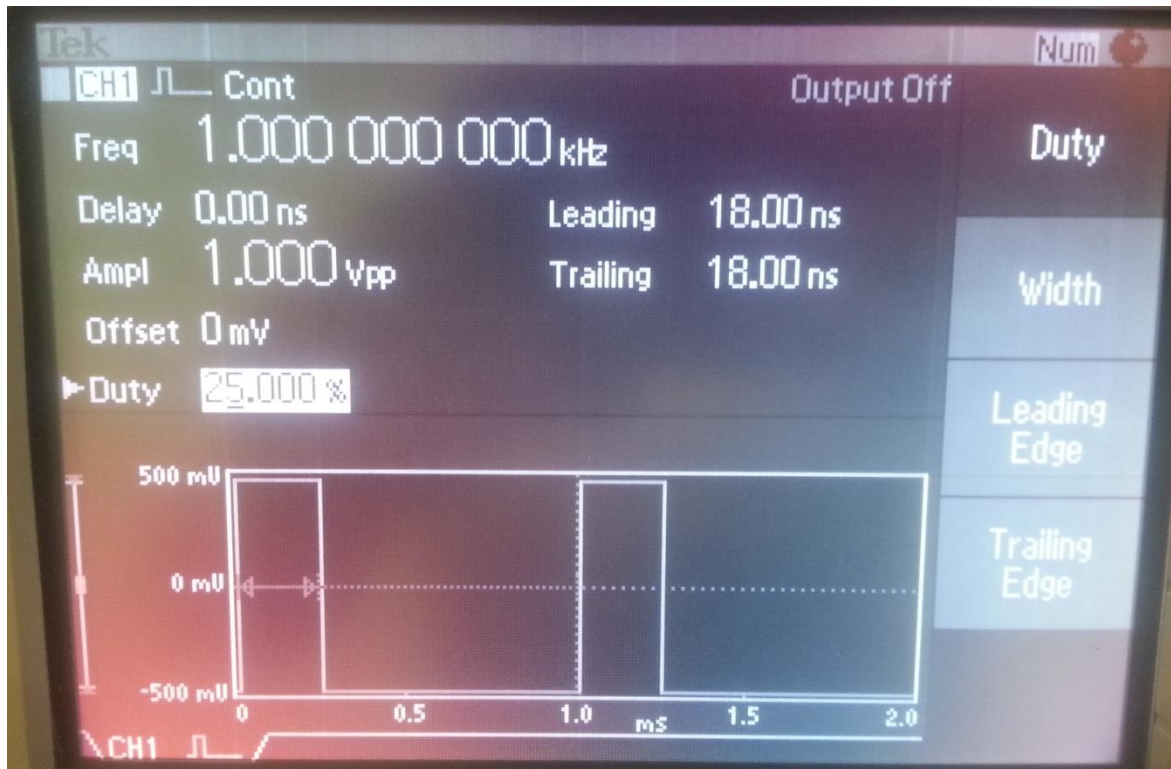 Tek Num
CH1 Cont Output Off
Freq 1.000 000 000 kHz
Delay 0.00 ns Leading 18.00 ns
Ampl 1.000 Vpp Trailing 18.00 ns
Offset 0 mV
Duty 25.000 %
Duty
Width
Leading
Edge
Trailing
Edge
500 mV
0 mV
-500 mV
0 0.5 1.0 ms 1.5 2.0
CH1